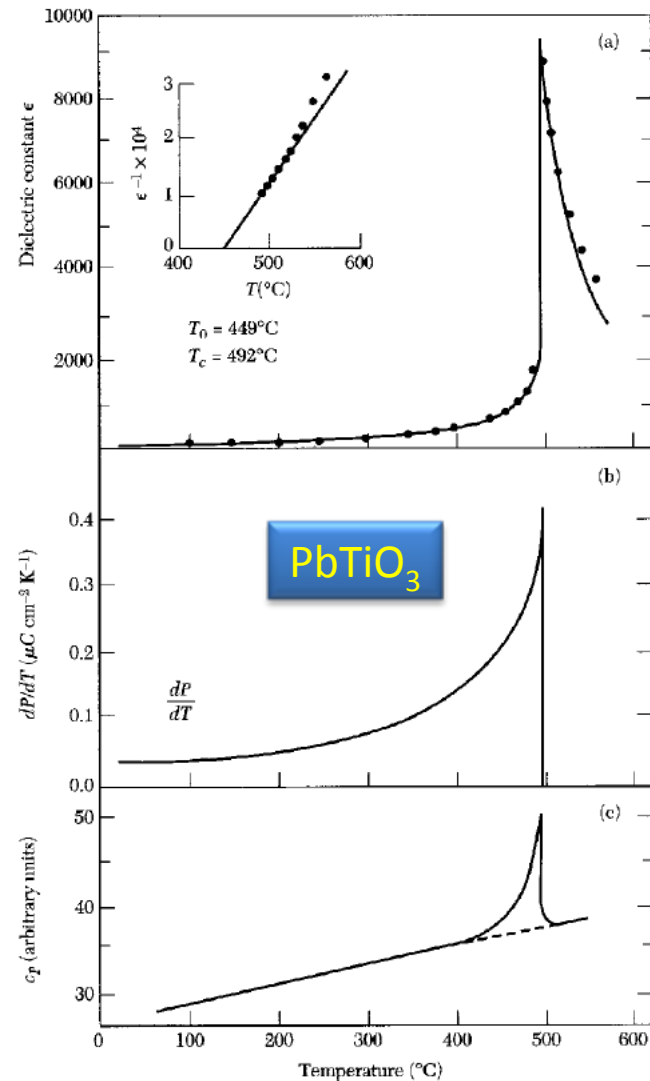 10000
(a)
8000
6000
4000
2000
Dielectric constant ϵ
3
2
1
0
ϵ⁻¹ × 10⁴
400 500 600
T(°C)
T₀ = 449°C
T_c = 492°C
(b)
0.4
0.3
0.2
0.1
0.0
dP/dT (μC cm⁻² K⁻¹)
PbTiO₃
dP
dT
(c)
50
40
30
c_P (arbitrary units)
0 100 200 300 400 500 600
Temperature (°C)